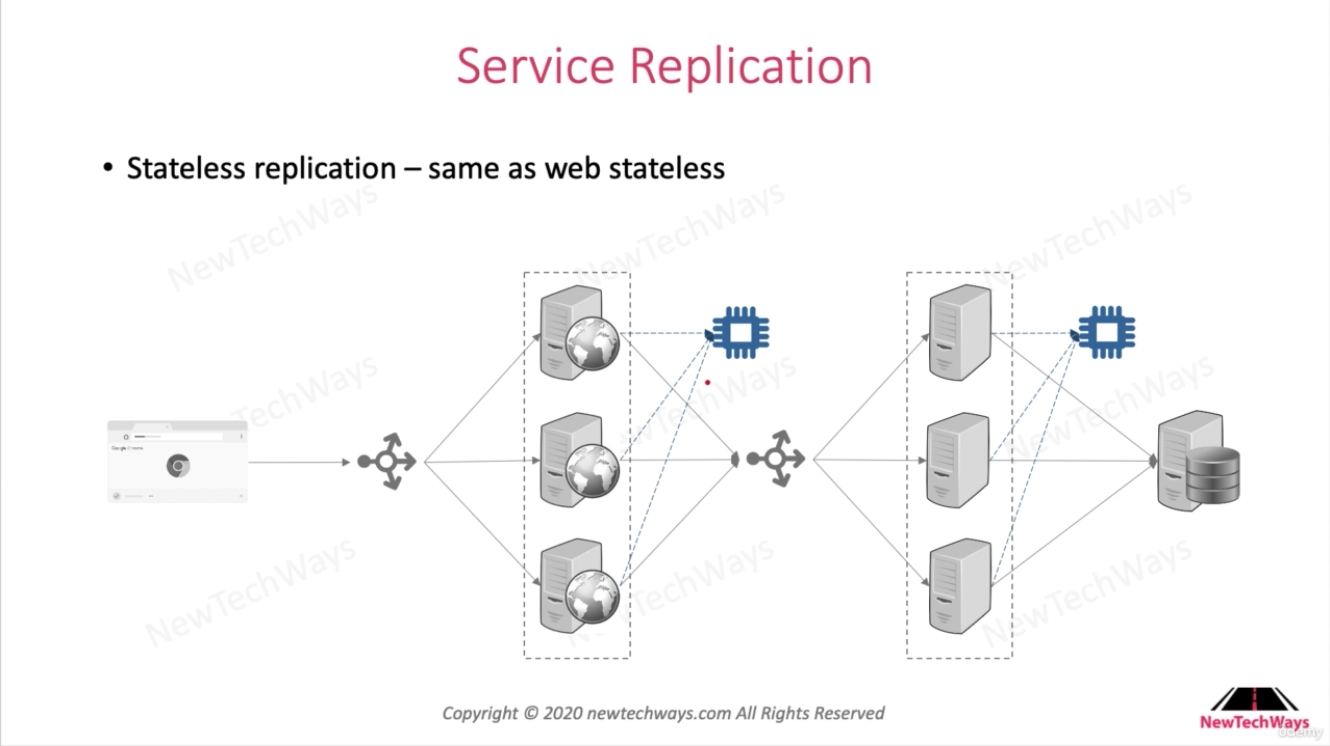 Service Replication
• Stateless replication – same as web stateless
NewTechWays
NewTechWays
NewTechWays
NewTechWays
NewTechWays
NewTechWays
NewTechWays
NewTechWays
NewTechWays
Google Chrome
Copyright © 2020 newtechways.com All Rights Reserved
NewTechWays
udemy